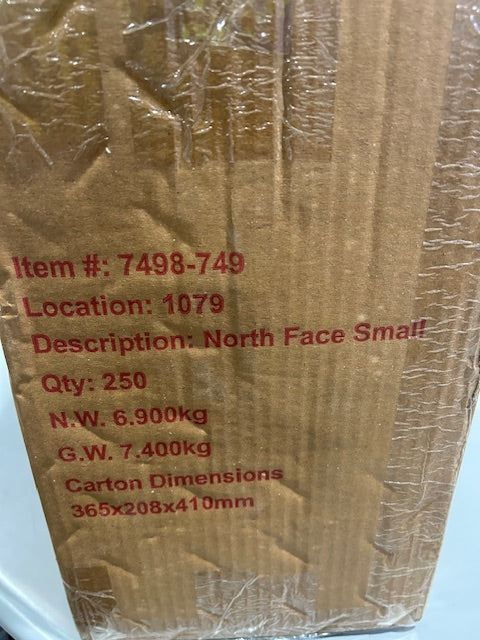 Item #: 7498-749
Location: 1079
Description: North Face Small
Qty: 250
N.W. 6.900kg
G.W. 7.400kg
Carton Dimensions
365x208x410mm